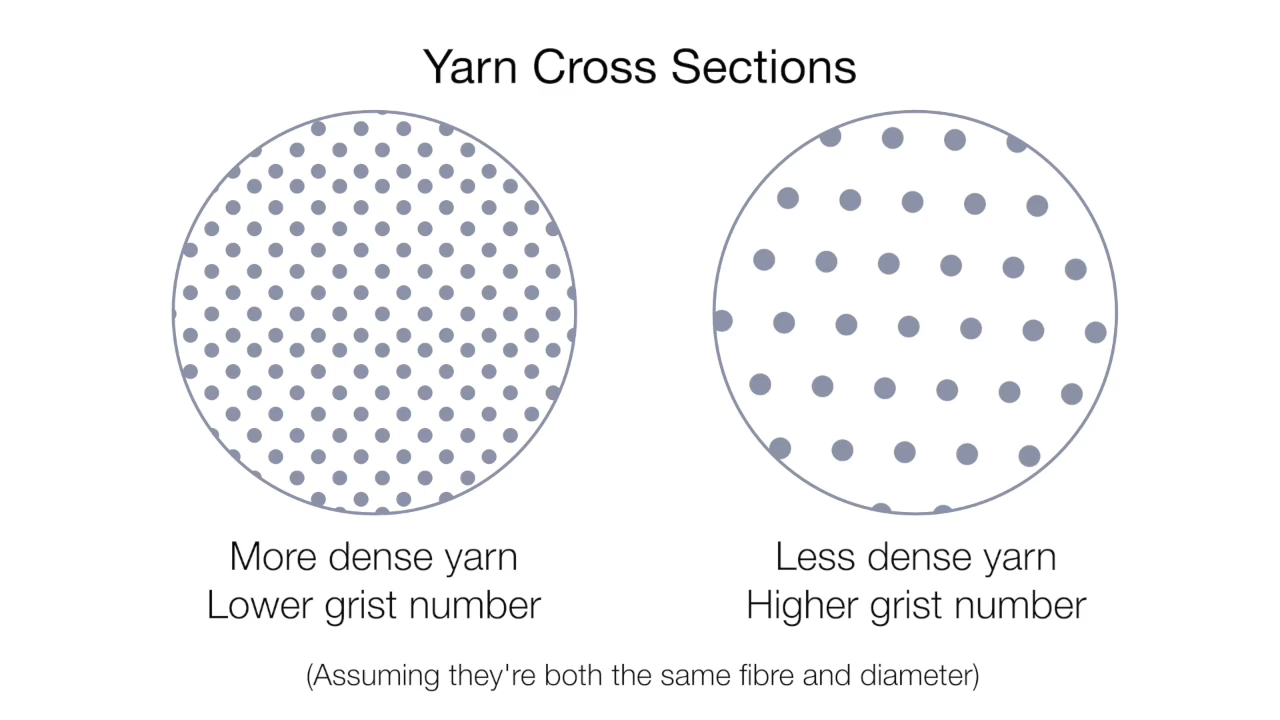 Yarn Cross Sections
More dense yarn
Lower grist number
Less dense yarn
Higher grist number
(Assuming they're both the same fibre and diameter)